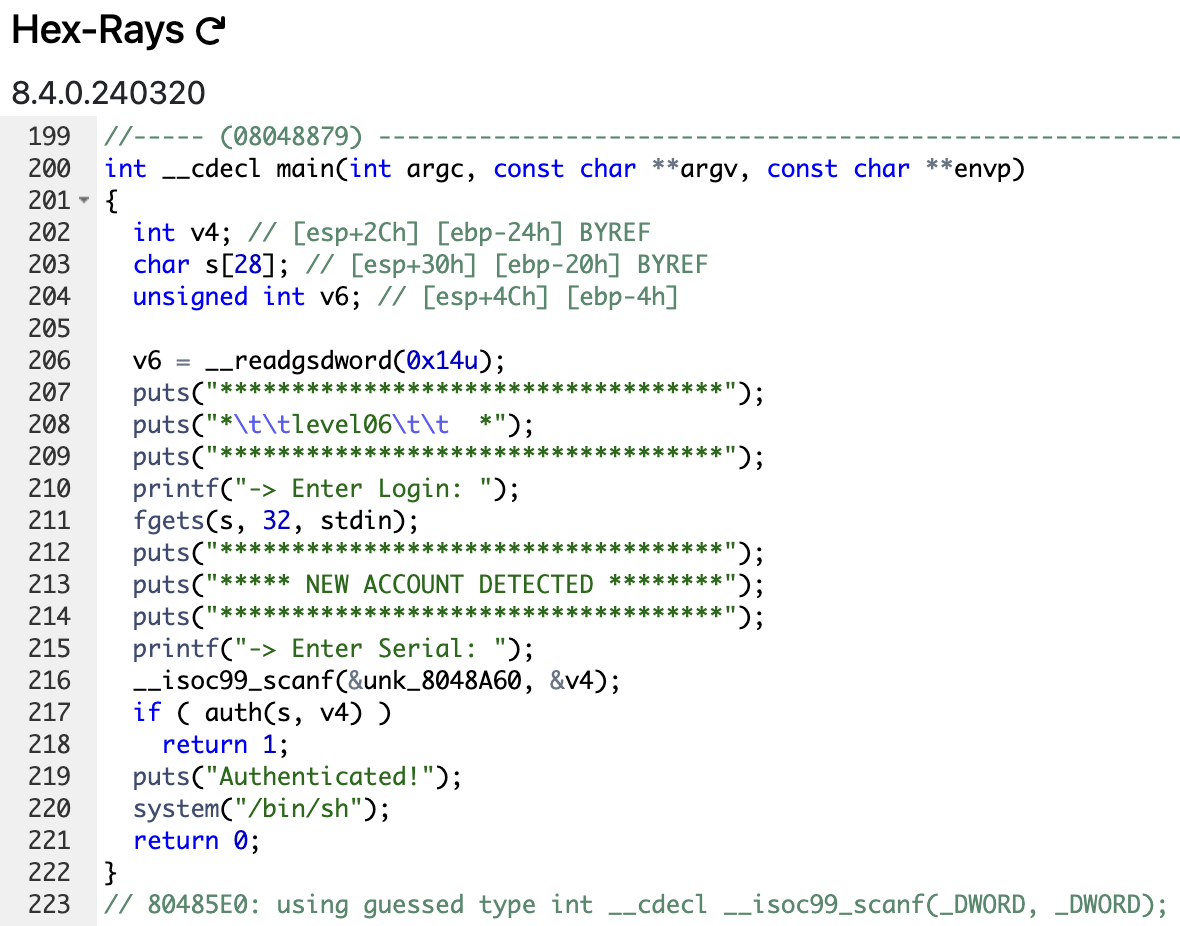 Hex-Rays
8.4.0.240320
199 //----- (08048879) --------------------------------------------------------
200 int __cdecl main(int argc, const char **argv, const char **envp)
201 {
202   int v4; // [esp+2Ch] [ebp-24h] BYREF
203   char s[28]; // [esp+30h] [ebp-20h] BYREF
204   unsigned int v6; // [esp+4Ch] [ebp-4h]
205
206   v6 = __readgsdword(0x14u);
207   puts("***********************************");
208   puts("*\t\tlevel06\t\t  *");
209   puts("***********************************");
210   printf("-> Enter Login: ");
211   fgets(s, 32, stdin);
212   puts("***********************************");
213   puts("***** NEW ACCOUNT DETECTED ********");
214   puts("***********************************");
215   printf("-> Enter Serial: ");
216   __isoc99_scanf(&unk_8048A60, &v4);
217   if ( auth(s, v4) )
218     return 1;
219   puts("Authenticated!");
220   system("/bin/sh");
221   return 0;
222 }
223 // 80485E0: using guessed type int __cdecl __isoc99_scanf(_DWORD, _DWORD);